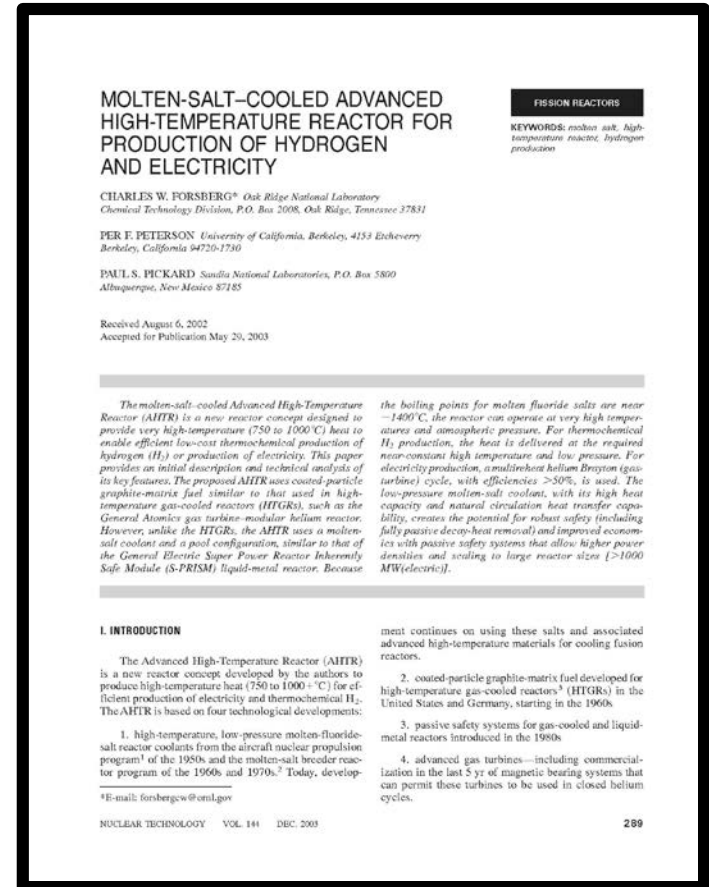 MOLTEN-SALT–COOLED ADVANCED
HIGH-TEMPERATURE REACTOR FOR
PRODUCTION OF HYDROGEN
AND ELECTRICITY
FISSION REACTORS
KEYWORDS: molten salt, high-
temperature reactor, hydrogen
production
CHARLES W. FORSBERG* Oak Ridge National Laboratory
Chemical Technology Division, P.O. Box 2008, Oak Ridge, Tennessee 37831
PER F. PETERSON University of California, Berkeley, 4153 Etcheverry
Berkeley, California 94720-1730
PAUL S. PICKARD Sandia National Laboratories, P.O. Box 5800
Albuquerque, New Mexico 87185
Received August 6, 2002
Accepted for Publication May 29, 2003
The molten-salt–cooled Advanced High-Temperature
Reactor (AHTR) is a new reactor concept designed to
provide very high-temperature (750 to 1000°C) heat to
enable efficient low-cost thermochemical production of
hydrogen (H₂) or production of electricity. This paper
provides an initial description and technical analysis of
its key features. The proposed AHTR uses coated-particle
graphite-matrix fuel similar to that used in high-
temperature gas-cooled reactors (HTGRs), such as the
General Atomics gas turbine–modular helium reactor.
However, unlike the HTGRs, the AHTR uses a molten-
salt coolant and a pool configuration, similar to that of
the General Electric Super Power Reactor Inherently
Safe Module (S-PRISM) liquid-metal reactor. Because
the boiling points for molten fluoride salts are near
~1400°C, the reactor can operate at very high temper-
atures and atmospheric pressure. For thermochemical
H₂ production, the heat is delivered at the required
near-constant high temperature and low pressure. For
electricity production, a multireheat helium Brayton (gas-
turbine) cycle, with efficiencies >50%, is used. The
low-pressure molten-salt coolant, with its high heat
capacity and natural circulation heat transfer capa-
bility, creates the potential for robust safety (including
fully passive decay-heat removal) and improved econom-
ics with passive safety systems that allow higher power
densities and scaling to large reactor sizes [>1000
MW(electric)].
I. INTRODUCTION
The Advanced High-Temperature Reactor (AHTR)
is a new reactor concept developed by the authors to
produce high-temperature heat (750 to 1000+°C) for ef-
ficient production of electricity and thermochemical H₂.
The AHTR is based on four technological developments:
1. high-temperature, low-pressure molten-fluoride-
salt reactor coolants from the aircraft nuclear propulsion
program¹ of the 1950s and the molten-salt breeder reac-
tor program of the 1960s and 1970s.² Today, develop-
*E-mail: forsbergcw@ornl.gov
ment continues on using these salts and associated
advanced high-temperature materials for cooling fusion
reactors.
2. coated-particle graphite-matrix fuel developed for
high-temperature gas-cooled reactors³ (HTGRs) in the
United States and Germany, starting in the 1960s
3. passive safety systems for gas-cooled and liquid-
metal reactors introduced in the 1980s
4. advanced gas turbines—including commercial-
ization in the last 5 yr of magnetic bearing systems that
can permit these turbines to be used in closed helium
cycles.
NUCLEAR TECHNOLOGY VOL. 144 DEC. 2003
289